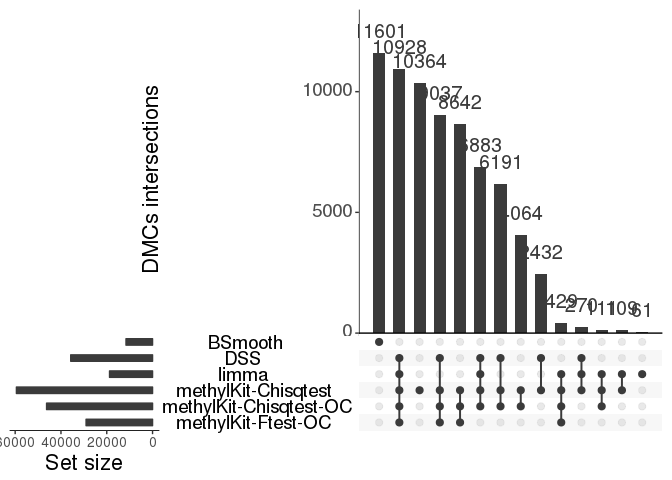 11601
10928
10364
9037
8642
6883
6191
4064
2432
429
270
111
109
61
10000
5000
0
DMCs intersections
BSmooth
DSS
limma
methylKit-Chisqtest
methylKit-Chisqtest-OC
methylKit-Ftest-OC
60000 40000 20000 0
Set size